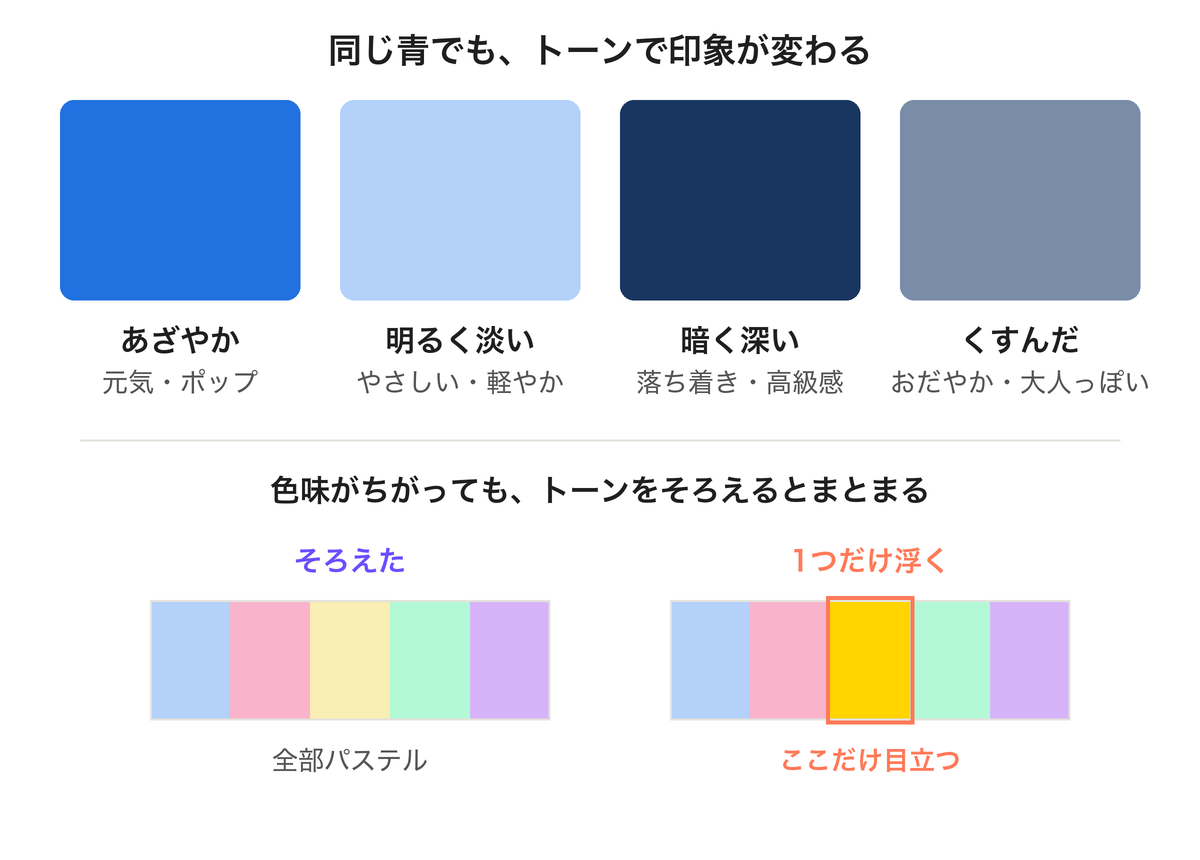 同じ青でも、トーンで印象が変わる
あざやか
元気・ポップ
明るく淡い
やさしい・軽やか
暗く深い
落ち着き・高級感
くすんだ
おだやか・大人っぽい
色味がちがっても、トーンをそろえるとまとまる
そろえた
全部パステル
1つだけ浮く
ここだけ目立つ